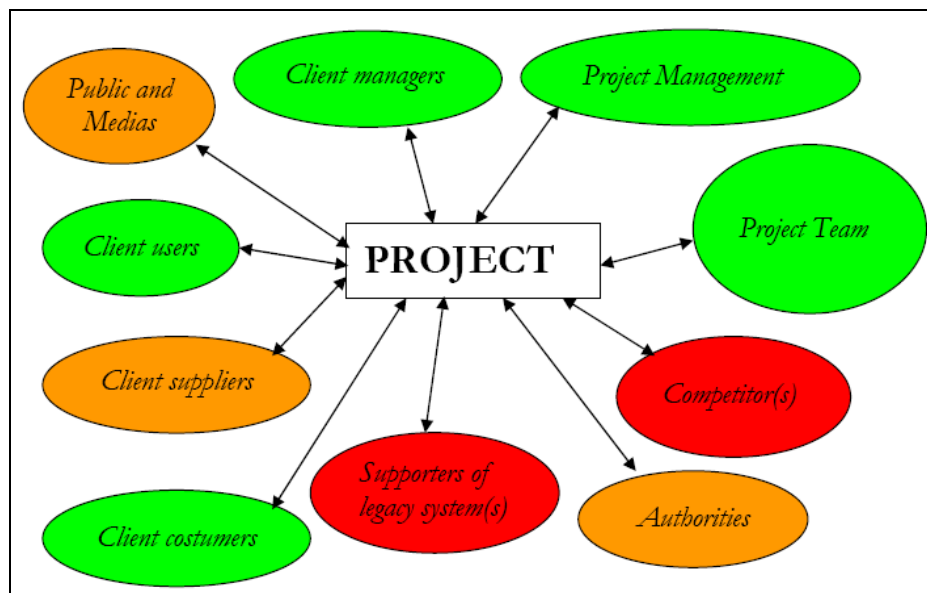 Client managers
Project Management
Public and
Medias
Project Team
Client users
PROJECT
Client suppliers
Competitor(s)
Supporters of
legacy system(s)
Authorities
Client costumers